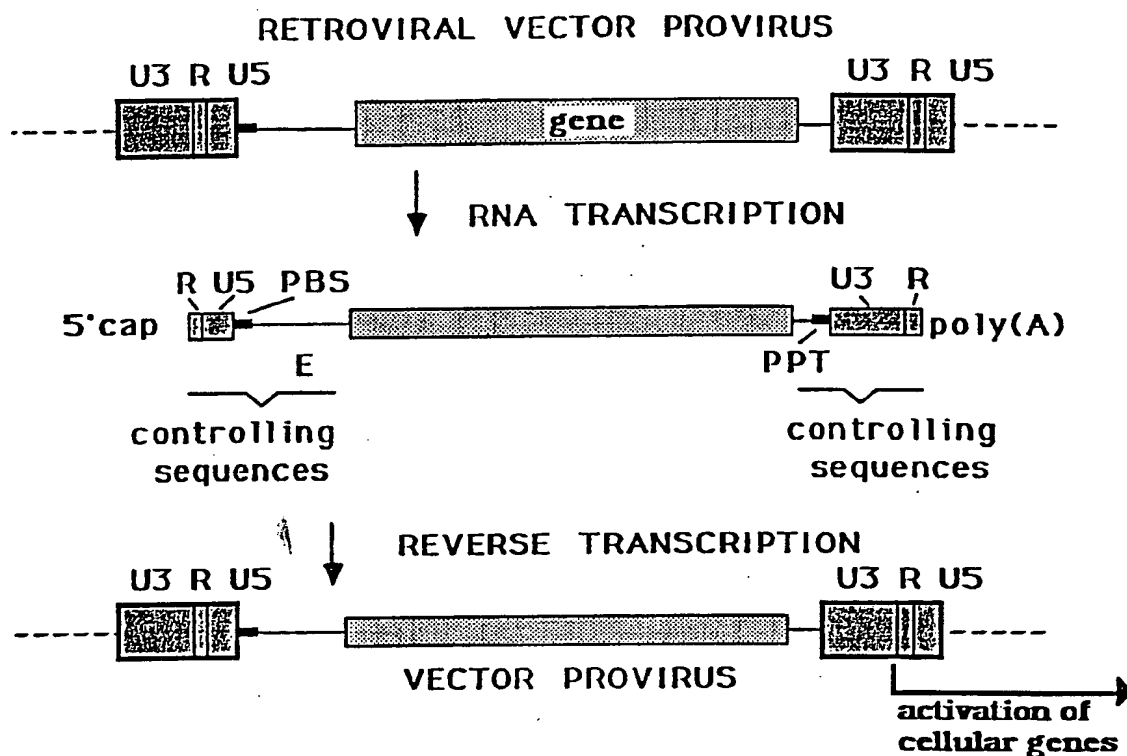 RETROVIRAL VECTOR PROVIRUS
U3 R U5
U3 R U5
gene
RNA TRANSCRIPTION
R U5 PBS
U3 R
5'cap
poly(A)
E
PPT
controlling
sequences
controlling
sequences
REVERSE TRANSCRIPTION
U3 R U5
U3 R U5
VECTOR PROVIRUS
activation of
cellular genes